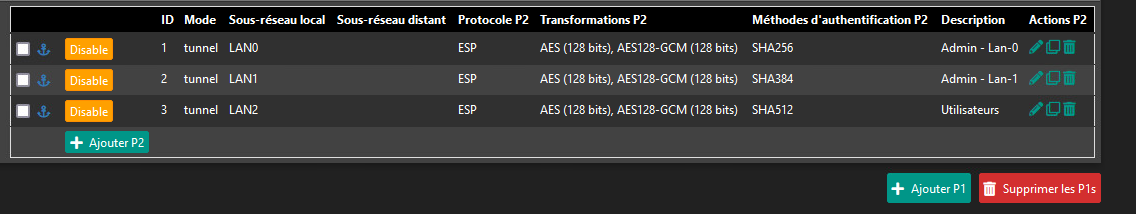 ID Mode Sous-réseau local Sous-réseau distant Protocole P2 Transformations P2 Méthodes d'authentification P2 Description Actions P2
Disable 1 tunnel LAN0 ESP AES (128 bits), AES128-GCM (128 bits) SHA256 Admin - Lan-0
Disable 2 tunnel LAN1 ESP AES (128 bits), AES128-GCM (128 bits) SHA384 Admin - Lan-1
Disable 3 tunnel LAN2 ESP AES (128 bits), AES128-GCM (128 bits) SHA512 Utilisateurs
Ajouter P2
Ajouter P1 Supprimer les P1s